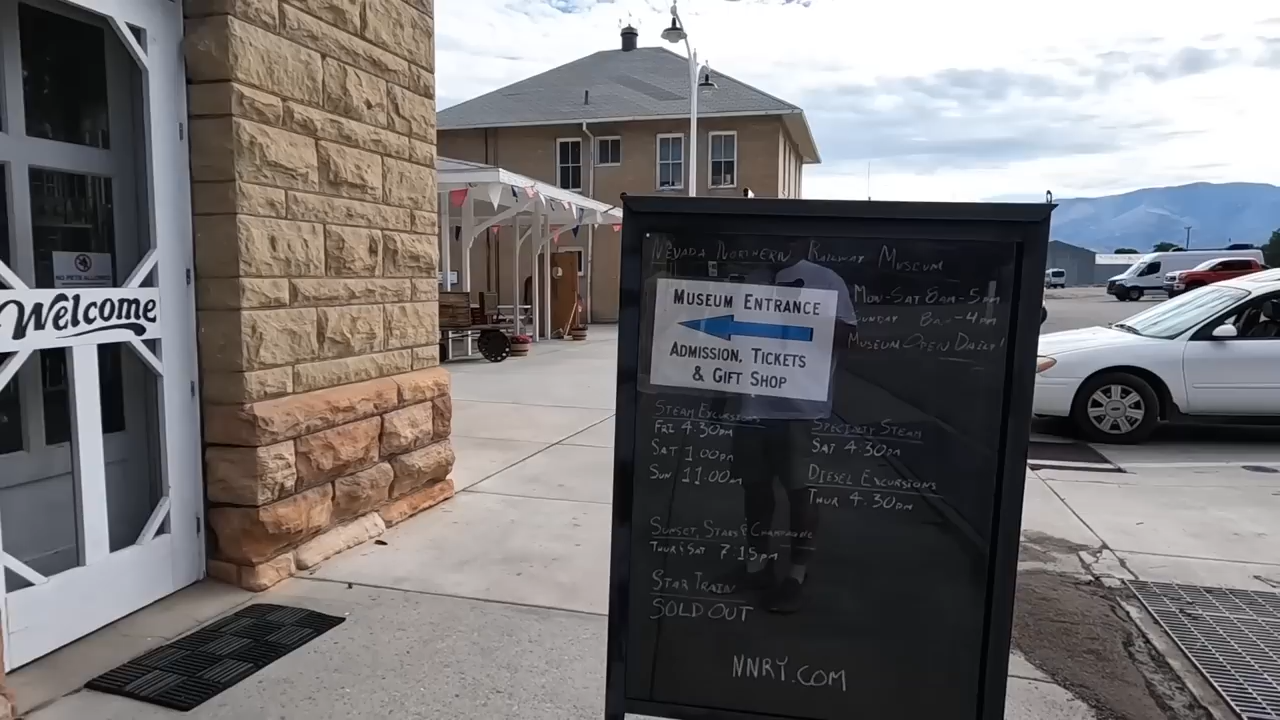 NO PETS ALLOWED
Welcome
NEVADA NORTHERN RAILWAY MUSEUM
MUSEUM ENTRANCE
ADMISSION, TICKETS
& GIFT SHOP
MON-SAT 8AM-5PM
SUNDAY 8AM-4PM
MUSEUM OPEN DAILY!
STEAM EXCURSIONS
FRI 4:30PM
SAT 1:00PM
SUN 11:00AM
SPECIALTY STEAM
SAT 4:30PM
DIESEL EXCURSIONS
THUR 4:30PM
SUNSET, STARS & CHAMPAGNE
THUR & SAT 7:15PM
STAR TRAIN
SOLD OUT
NNRY.COM